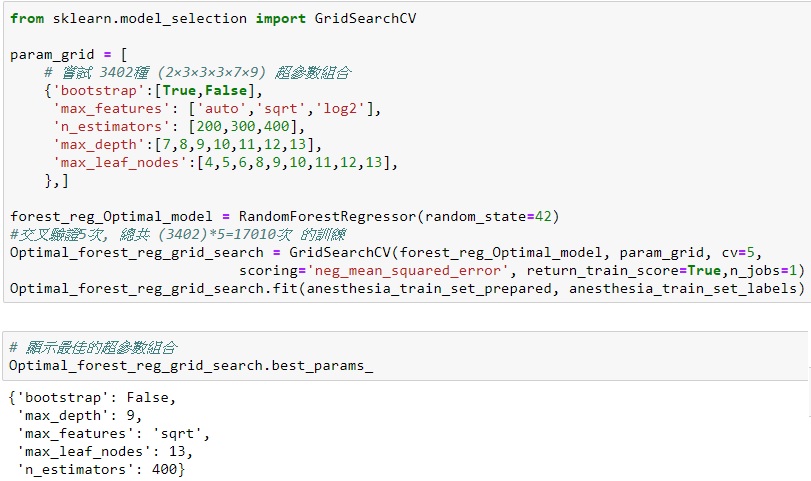 from sklearn.model_selection import GridSearchCV
param_grid = [
# 嘗試 3402種 (2×3×3×3×7×9) 超參數組合
{'bootstrap':[True,False],
'max_features': ['auto','sqrt','log2'],
'n_estimators': [200,300,400],
'max_depth':[7,8,9,10,11,12,13],
'max_leaf_nodes':[4,5,6,8,9,10,11,12,13],
},]
forest_reg_Optimal_model = RandomForestRegressor(random_state=42)
#交叉驗證5次, 總共 (3402)*5=17010次 的訓練
Optimal_forest_reg_grid_search = GridSearchCV(forest_reg_Optimal_model, param_grid, cv=5,
scoring='neg_mean_squared_error', return_train_score=True,n_jobs=1)
Optimal_forest_reg_grid_search.fit(anesthesia_train_set_prepared, anesthesia_train_set_labels)
# 顯示最佳的超參數組合
Optimal_forest_reg_grid_search.best_params_
{'bootstrap': False,
'max_depth': 9,
'max_features': 'sqrt',
'max_leaf_nodes': 13,
'n_estimators': 400}